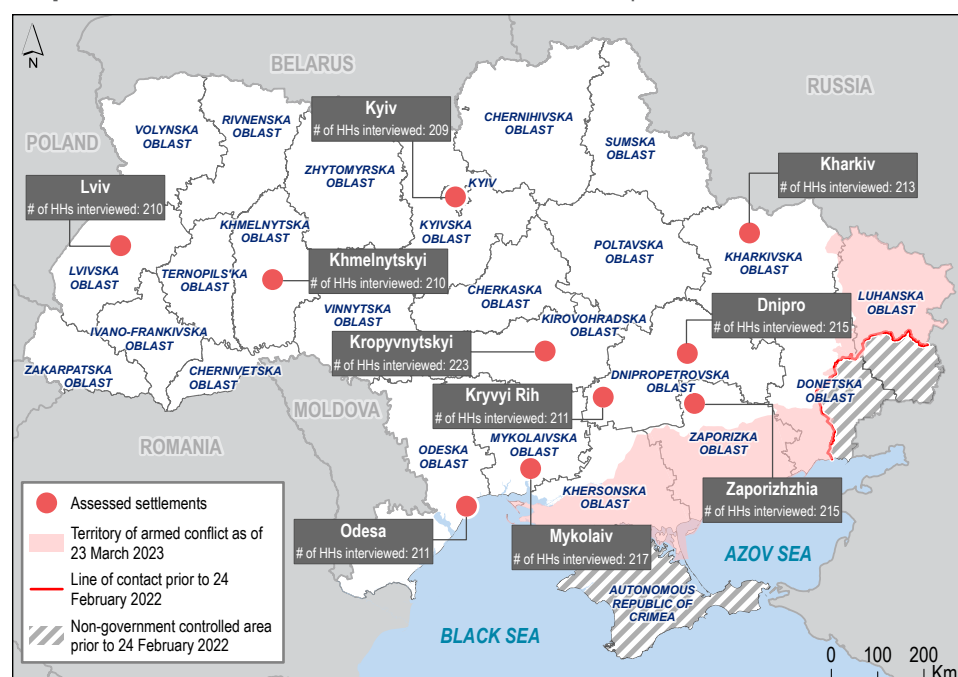 N
BELARUS
RUSSIA
POLAND
VOLYNSKA
OBLAST
RIVNENSKA
OBLAST
Kyiv
# of HHs interviewed: 209
CHERNIHIVSKA
OBLAST
SUMSKA
OBLAST
ZHYTOMYRSKA
OBLAST
KYIV
Kharkiv
# of HHs interviewed: 213
Lviv
# of HHs interviewed: 210
KHMELNYTSKA
OBLAST
KYIVSKA
OBLAST
POLTAVSKA
OBLAST
KHARKIVSKA
OBLAST
LVIVSKA
OBLAST
TERNOPILS'KA
OBLAST
Khmelnytskyi
# of HHs interviewed: 210
CHERKASKA
OBLAST
LUHANSKA
OBLAST
VINNYTSKA
OBLAST
KIROVOHRADSKA
OBLAST
Dnipro
# of HHs interviewed: 215
IVANO-FRANKIVSKA
OBLAST
Kropyvnytskyi
# of HHs interviewed: 223
ZAKARPATSKA
OBLAST
CHERNIVETSKA
OBLAST
DNIPROPETROVSKA
OBLAST
DONETSKA
OBLAST
MOLDOVA
Kryvyi Rih
# of HHs interviewed: 211
ROMANIA
ODESKA
OBLAST
MYKOLAIVSKA
OBLAST
ZAPORIZKA
OBLAST
KHERSONSKA
OBLAST
Zaporizhzhia
# of HHs interviewed: 215
Odesa
# of HHs interviewed: 211
Mykolaiv
# of HHs interviewed: 217
AZOV SEA
AUTONOMOUS
REPUBLIC OF
CRIMEA
BLACK SEA
Assessed settlements
Territory of armed conflict as of
23 March 2023
Line of contact prior to 24
February 2022
Non-government controlled area
prior to 24 February 2022
0 100 200
Km